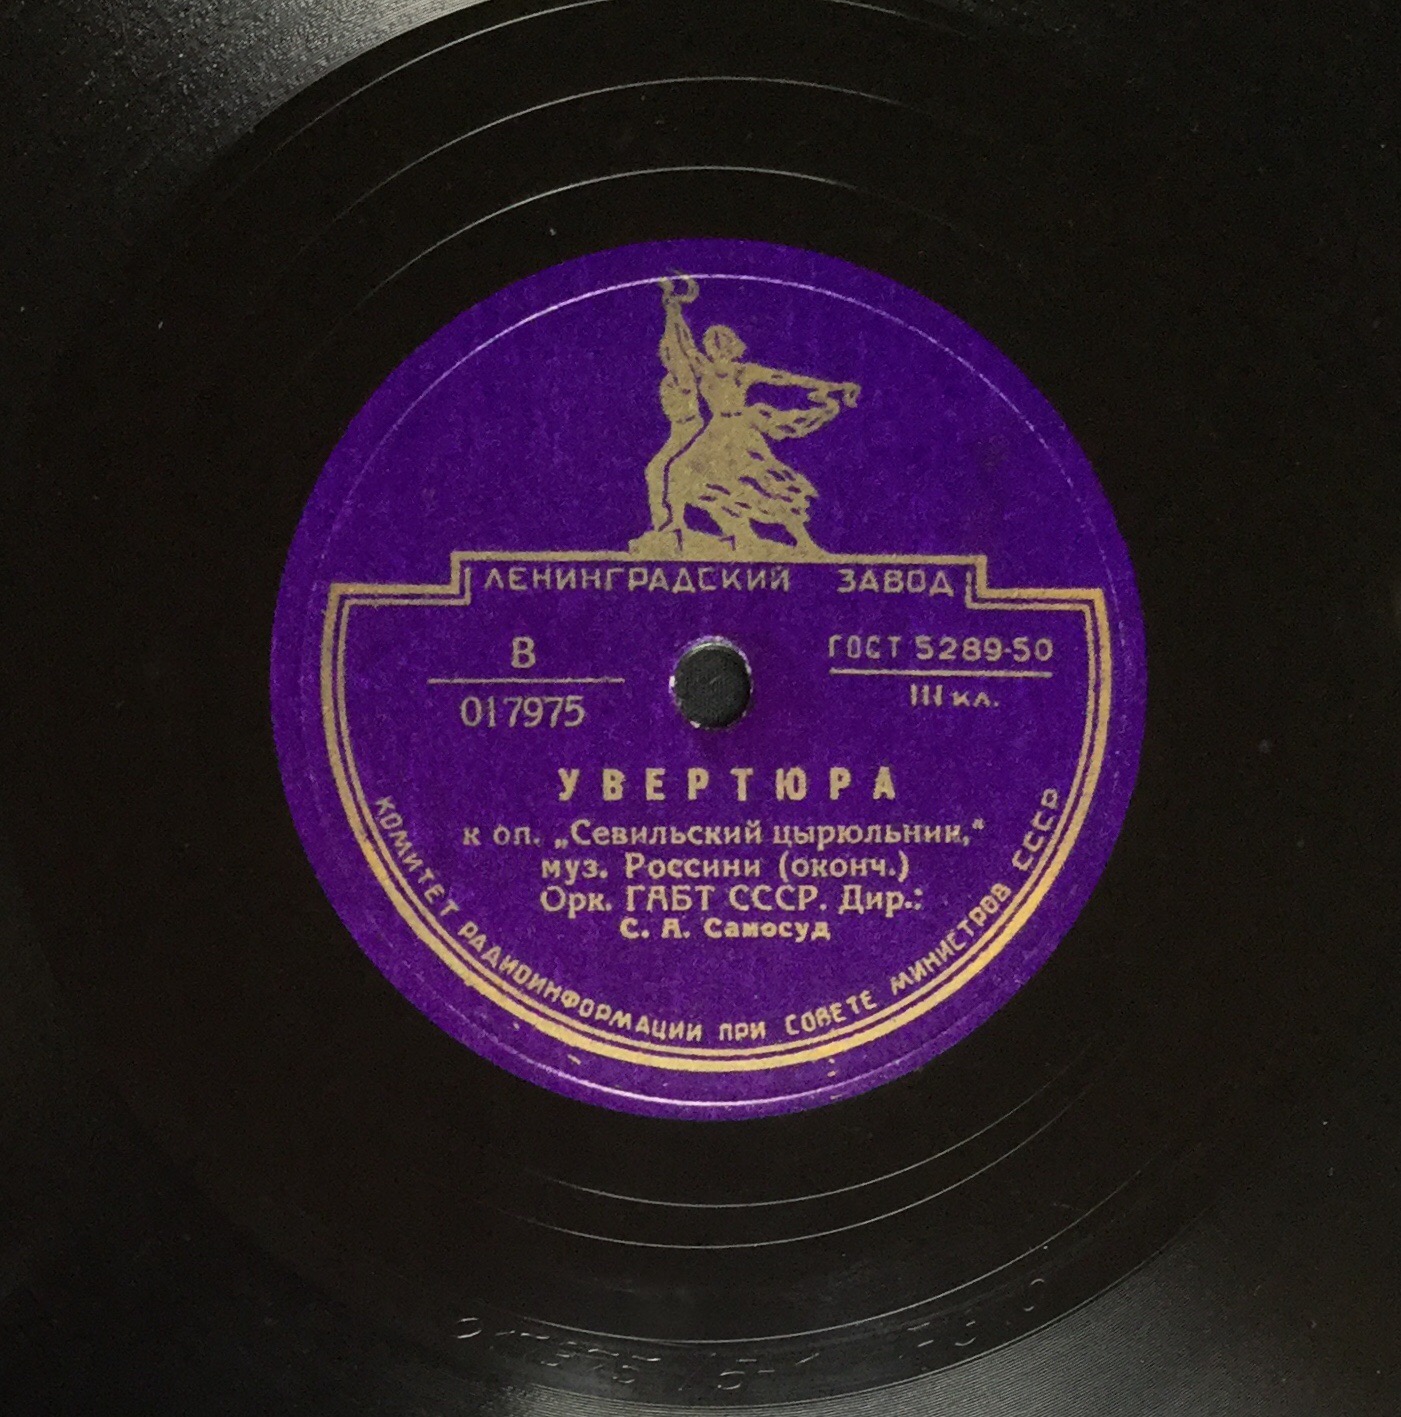 ЛЕНИНГРАДСКИЙ ЗАВОД
В
017975
ГОСТ 5289-50
III кл.
УВЕРТЮРА
к оп. „Севильский цырюльник,“
муз. Россини (оконч.)
Орк. ГАБТ СССР. Дир.:
С. А. Самосуд
КОМИТЕТ РАДИОИНФОРМАЦИИ ПРИ СОВЕТЕ МИНИСТРОВ СССР